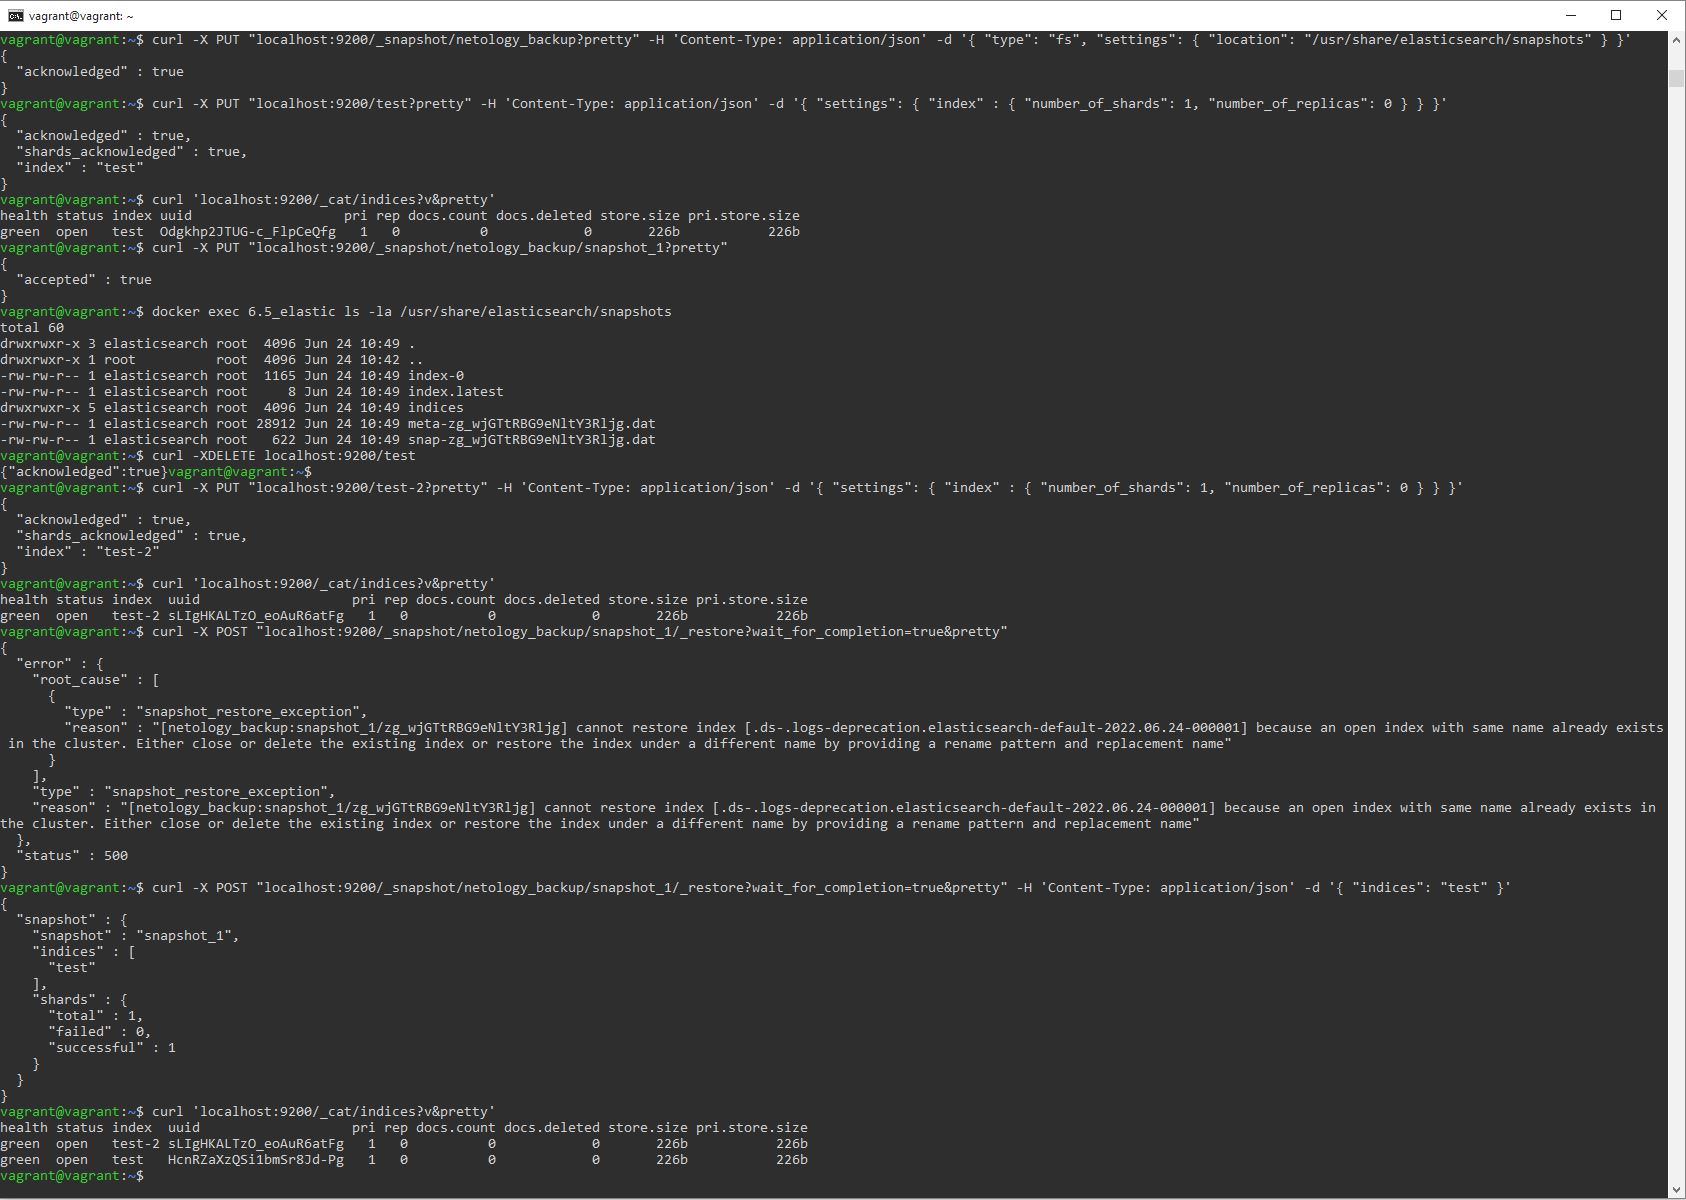 vagrant@vagrant: ~
vagrant@vagrant:~$ curl -X PUT "localhost:9200/_snapshot/netology_backup?pretty" -H 'Content-Type: application/json' -d '{ "type": "fs", "settings": { "location": "/usr/share/elasticsearch/snapshots" } }'
{
  "acknowledged" : true
}
vagrant@vagrant:~$ curl -X PUT "localhost:9200/test?pretty" -H 'Content-Type: application/json' -d '{ "settings": { "index" : { "number_of_shards": 1, "number_of_replicas": 0 } } }'
{
  "acknowledged" : true,
  "shards_acknowledged" : true,
  "index" : "test"
}
vagrant@vagrant:~$ curl 'localhost:9200/_cat/indices?v&pretty'
health status index uuid                   pri rep docs.count docs.deleted store.size pri.store.size
green  open   test  Odgkhp2JTUG-c_FlpCeQfg   1   0          0            0       226b           226b
vagrant@vagrant:~$ curl -X PUT "localhost:9200/_snapshot/netology_backup/snapshot_1?pretty"
{
  "accepted" : true
}
vagrant@vagrant:~$ docker exec 6.5_elastic ls -la /usr/share/elasticsearch/snapshots
total 60
drwxrwxr-x 3 elasticsearch root  4096 Jun 24 10:49 .
drwxrwxr-x 1 root          root  4096 Jun 24 10:42 ..
-rw-rw-r-- 1 elasticsearch root  1165 Jun 24 10:49 index-0
-rw-rw-r-- 1 elasticsearch root     8 Jun 24 10:49 index.latest
drwxrwxr-x 5 elasticsearch root  4096 Jun 24 10:49 indices
-rw-rw-r-- 1 elasticsearch root 28912 Jun 24 10:49 meta-zg_wjGTtRBG9eNltY3Rljg.dat
-rw-rw-r-- 1 elasticsearch root   622 Jun 24 10:49 snap-zg_wjGTtRBG9eNltY3Rljg.dat
vagrant@vagrant:~$ curl -XDELETE localhost:9200/test
{"acknowledged":true}vagrant@vagrant:~$
vagrant@vagrant:~$ curl -X PUT "localhost:9200/test-2?pretty" -H 'Content-Type: application/json' -d '{ "settings": { "index" : { "number_of_shards": 1, "number_of_replicas": 0 } } }'
{
  "acknowledged" : true,
  "shards_acknowledged" : true,
  "index" : "test-2"
}
vagrant@vagrant:~$ curl 'localhost:9200/_cat/indices?v&pretty'
health status index  uuid                   pri rep docs.count docs.deleted store.size pri.store.size
green  open   test-2 sLIgHKALTzO_eoAuR6atFg   1   0          0            0       226b           226b
vagrant@vagrant:~$ curl -X POST "localhost:9200/_snapshot/netology_backup/snapshot_1/_restore?wait_for_completion=true&pretty"
{
  "error" : {
    "root_cause" : [
      {
        "type" : "snapshot_restore_exception",
        "reason" : "[netology_backup:snapshot_1/zg_wjGTtRBG9eNltY3Rljg] cannot restore index [.ds-.logs-deprecation.elasticsearch-default-2022.06.24-000001] because an open index with same name already exists
 in the cluster. Either close or delete the existing index or restore the index under a different name by providing a rename pattern and replacement name"
      }
    ],
    "type" : "snapshot_restore_exception",
    "reason" : "[netology_backup:snapshot_1/zg_wjGTtRBG9eNltY3Rljg] cannot restore index [.ds-.logs-deprecation.elasticsearch-default-2022.06.24-000001] because an open index with same name already exists in
the cluster. Either close or delete the existing index or restore the index under a different name by providing a rename pattern and replacement name"
  },
  "status" : 500
}
vagrant@vagrant:~$ curl -X POST "localhost:9200/_snapshot/netology_backup/snapshot_1/_restore?wait_for_completion=true&pretty" -H 'Content-Type: application/json' -d '{ "indices": "test" }'
{
  "snapshot" : {
    "snapshot" : "snapshot_1",
    "indices" : [
      "test"
    ],
    "shards" : {
      "total" : 1,
      "failed" : 0,
      "successful" : 1
    }
  }
}
vagrant@vagrant:~$ curl 'localhost:9200/_cat/indices?v&pretty'
health status index  uuid                   pri rep docs.count docs.deleted store.size pri.store.size
green  open   test-2 sLIgHKALTzO_eoAuR6atFg   1   0          0            0       226b           226b
green  open   test   HcnRZaXzQSi1bmSr8Jd-Pg   1   0          0            0       226b           226b
vagrant@vagrant:~$